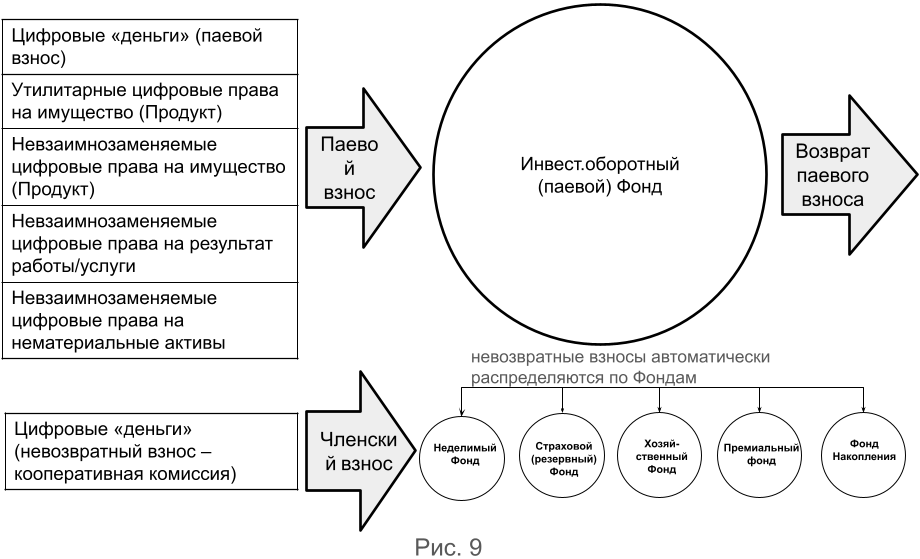 Цифровые «деньги» (паевой
взнос)
Утилитарные цифровые права
на имущество (Продукт)
Невзаимнозаменяемые
цифровые права на имущество
(Продукт)
Невзаимнозаменяемые
цифровые права на результат
работы/услуги
Невзаимнозаменяемые
цифровые права на
нематериальные активы
Паево
й
взнос
Инвест.оборотный
(паевой) Фонд
Возврат
паевого
взноса
невозвратные взносы автоматически
распределяются по Фондам
Цифровые «деньги»
(невозвратный взнос –
кооперативная комиссия)
Членски
й взнос
Неделимый
Фонд
Страховой
(резервный)
Фонд
Хозяй-
ственный
Фонд
Премиальный
фонд
Фонд
Накопления
Рис. 9